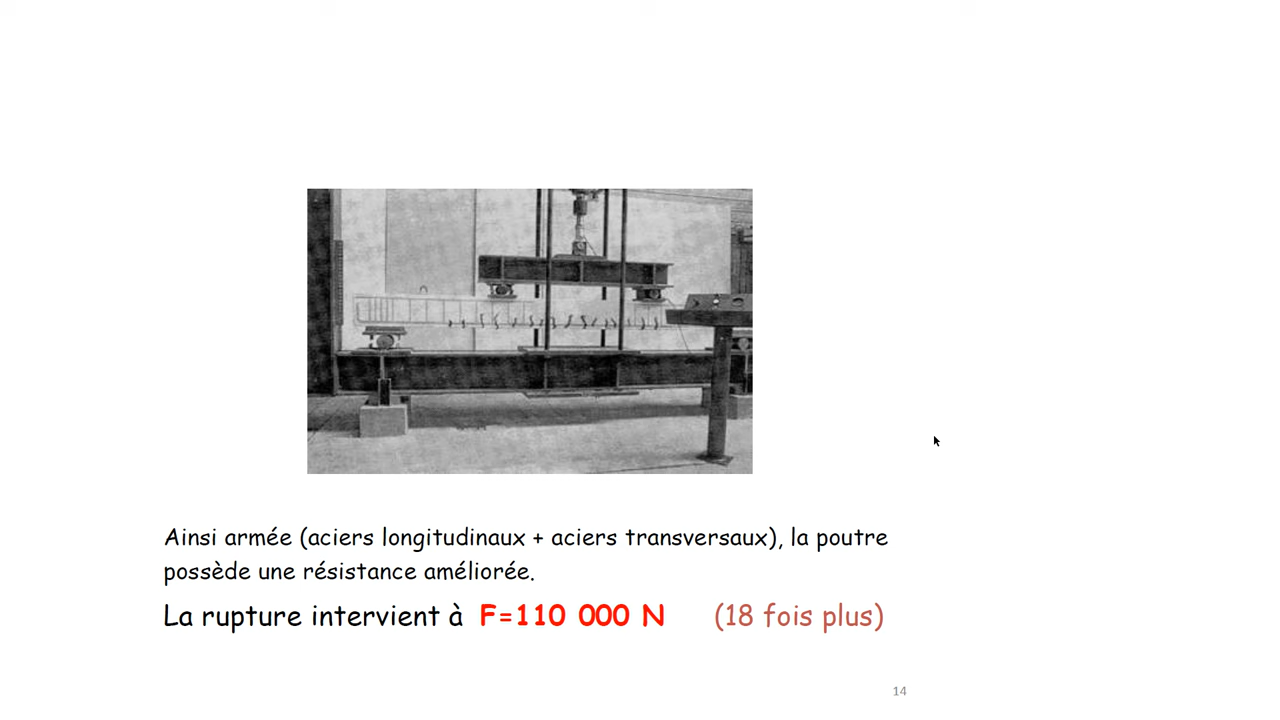 Ainsi armée (aciers longitudinaux + aciers transversaux), la poutre
possède une résistance améliorée.
La rupture intervient à F=110 000 N (18 fois plus)
14